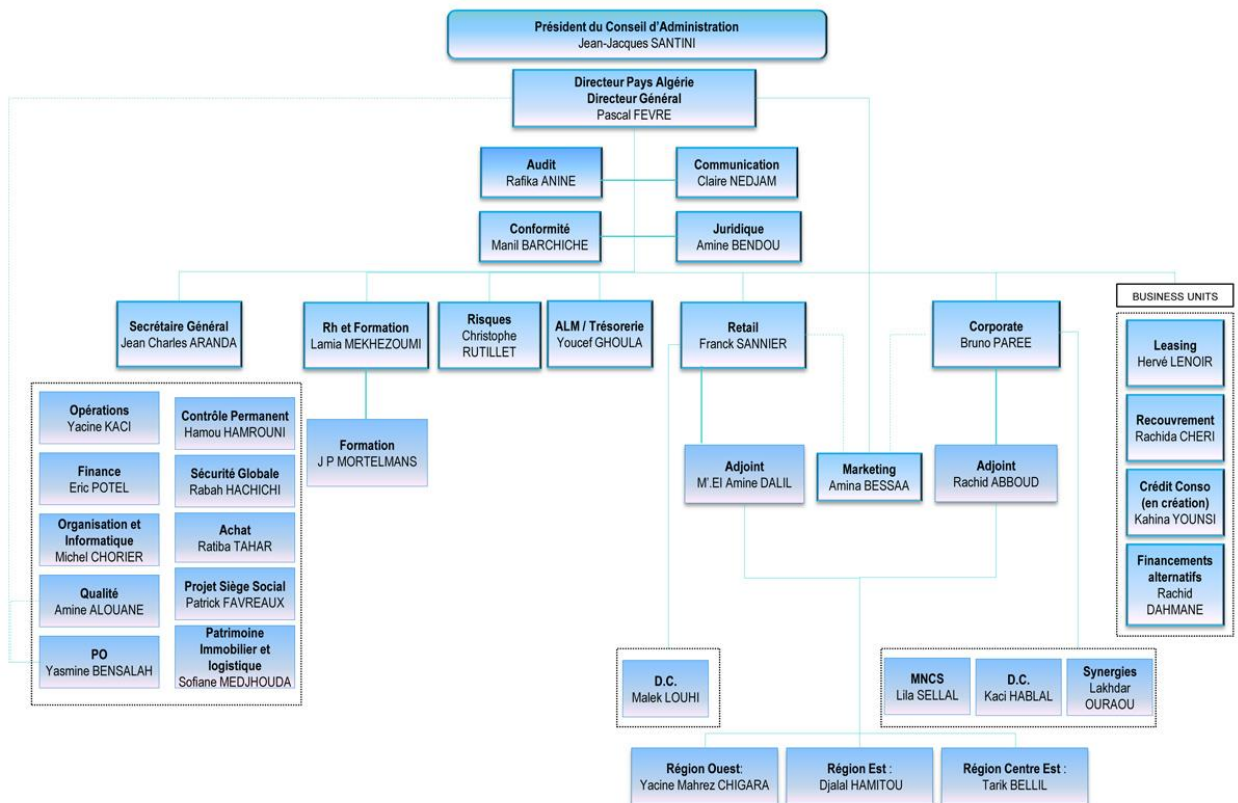 Président du Conseil d'Administration
Jean-Jacques SANTINI
Directeur Pays Algérie
Directeur Général
Pascal FEVRE
Audit
Rafika ANINE
Communication
Claire NEDJAM
Conformité
Manil BARCHICHE
Juridique
Amine BENDOU
Secrétaire Général
Jean Charles ARANDA
Rh et Formation
Lamia MEKHEZOUMI
Risques
Christophe
RUTILLET
ALM / Trésorerie
Youcef GHOULA
Retail
Franck SANNIER
Corporate
Bruno PAREE
BUSINESS UNITS
Leasing
Hervé LENOIR
Recouvrement
Rachida CHERI
Crédit Conso
(en création)
Kahina YOUNSI
Financements
alternatifs
Rachid
DAHMANE
Opérations
Yacine KACI
Finance
Eric POTEL
Organisation et
Informatique
Michel CHORIER
Qualité
Amine ALOUANE
PO
Yasmine BENSALAH
Contrôle Permanent
Hamou HAMROUNI
Sécurité Globale
Rabah HACHICHI
Achat
Ratiba TAHAR
Projet Siège Social
Patrick FAVREAUX
Patrimoine
Immobilier et
logistique
Sofiane MEDJHOUDA
Formation
J P MORTELMANS
Adjoint
M'.El Amine DALIL
Marketing
Amina BESSAA
Adjoint
Rachid ABBOUD
D.C.
Malek LOUHI
MNCS
Lila SELLAL
D.C.
Kaci HABLAL
Synergies
Lakhdar
OURAOU
Région Ouest:
Yacine Mahrez CHIGARA
Région Est :
Djalal HAMITOU
Région Centre Est :
Tarik BELLIL